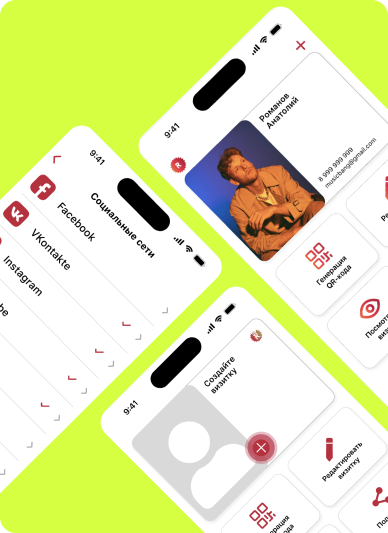 9:41
Романов
Анатолий
8 999 999 999
musicbang@gmail.com
R
Генерация
QR-кода
9:41
Социальные сети
Facebook
VKontakte
Instagram
9:41
Создайте
визитку
Редактировать
визитку